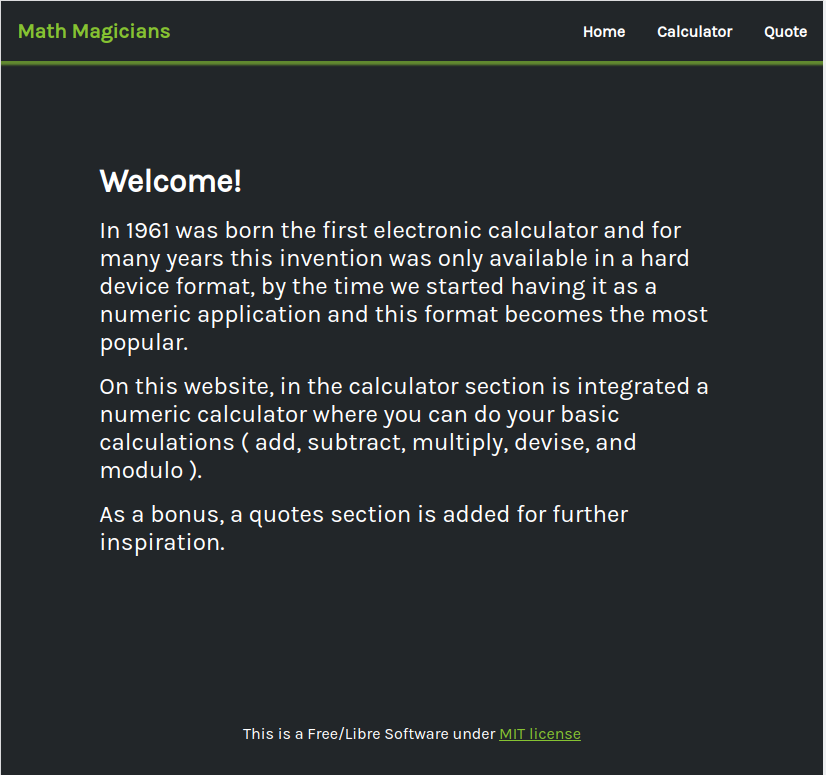 Math Magicians
Home Calculator Quote
Welcome!
In 1961 was born the first electronic calculator and for
many years this invention was only available in a hard
device format, by the time we started having it as a
numeric application and this format becomes the most
popular.
On this website, in the calculator section is integrated a
numeric calculator where you can do your basic
calculations ( add, subtract, multiply, devise, and
modulo ).
As a bonus, a quotes section is added for further
inspiration.
This is a Free/Libre Software under MIT license